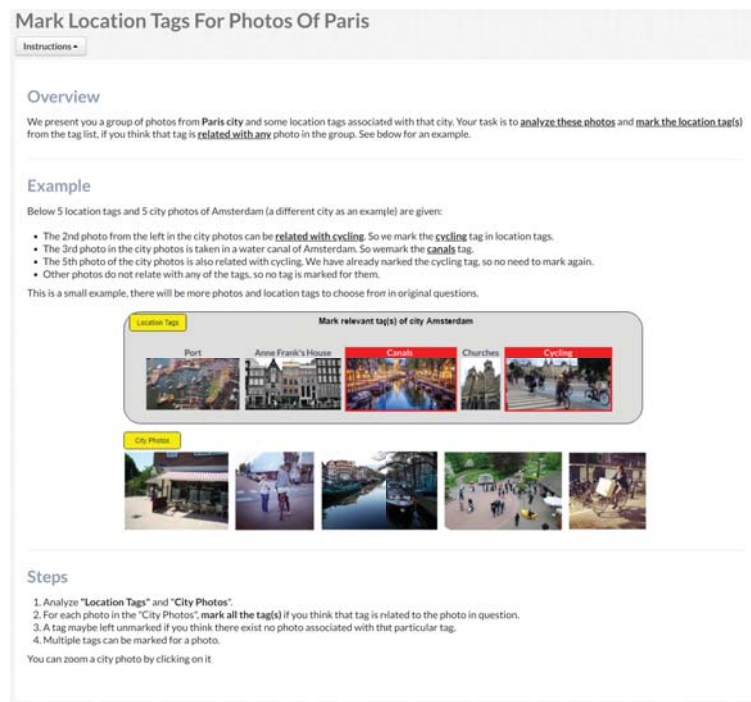 Mark Location Tags For Photos Of Paris
Instructions
Overview
We present you a group of photos from Paris city and some location tags associatd with that city. Your task is to analyze these photos and mark the location tag(s)
from the tag list, if you think that tag is related with any photo in the group. See bdow for an example.
Example
Below 5 location tags and 5 city photos of Amsterdam (a different city as an example) are given:
• The 2nd photo from the left in the city photos can be related with cycling. So ve mark the cycling tag in location tags.
• The 3rd photo in the city photos is taken in a water canal of Amsterdam. So wemark the canals tag.
• The 5th photo of the city photos is also related with cycling. We have already narked the cycling tag, so no need to mark again.
• Other photos do not relate with any of the tags, so no tag is marked for them.
This is a small example, there will be more photos and location tags to choose from in original questions.
Location Tags
Mark relevant tag(s) of city Amsterdam
Port Anne Frank's House Canals Churches Cycling
City Photos
Steps
1. Analyze "Location Tags" and "City Photos".
2. For each photo in the "City Photos", mark all the tag(s) if you think that tag is rlated to the photo in question.
3. A tag maybe left unmarked if you think there exist no photo associated with that particular tag.
4. Multiple tags can be marked for a photo.
You can zoom a city photo by clicking on it